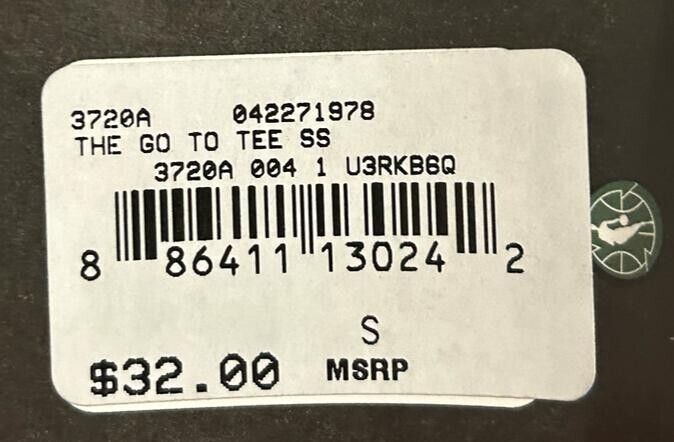 3720A 042271978
THE GO TO TEE SS
3720A 004 1 U3RKB6Q
8 86411 13024 2
S
$32.00 MSRP